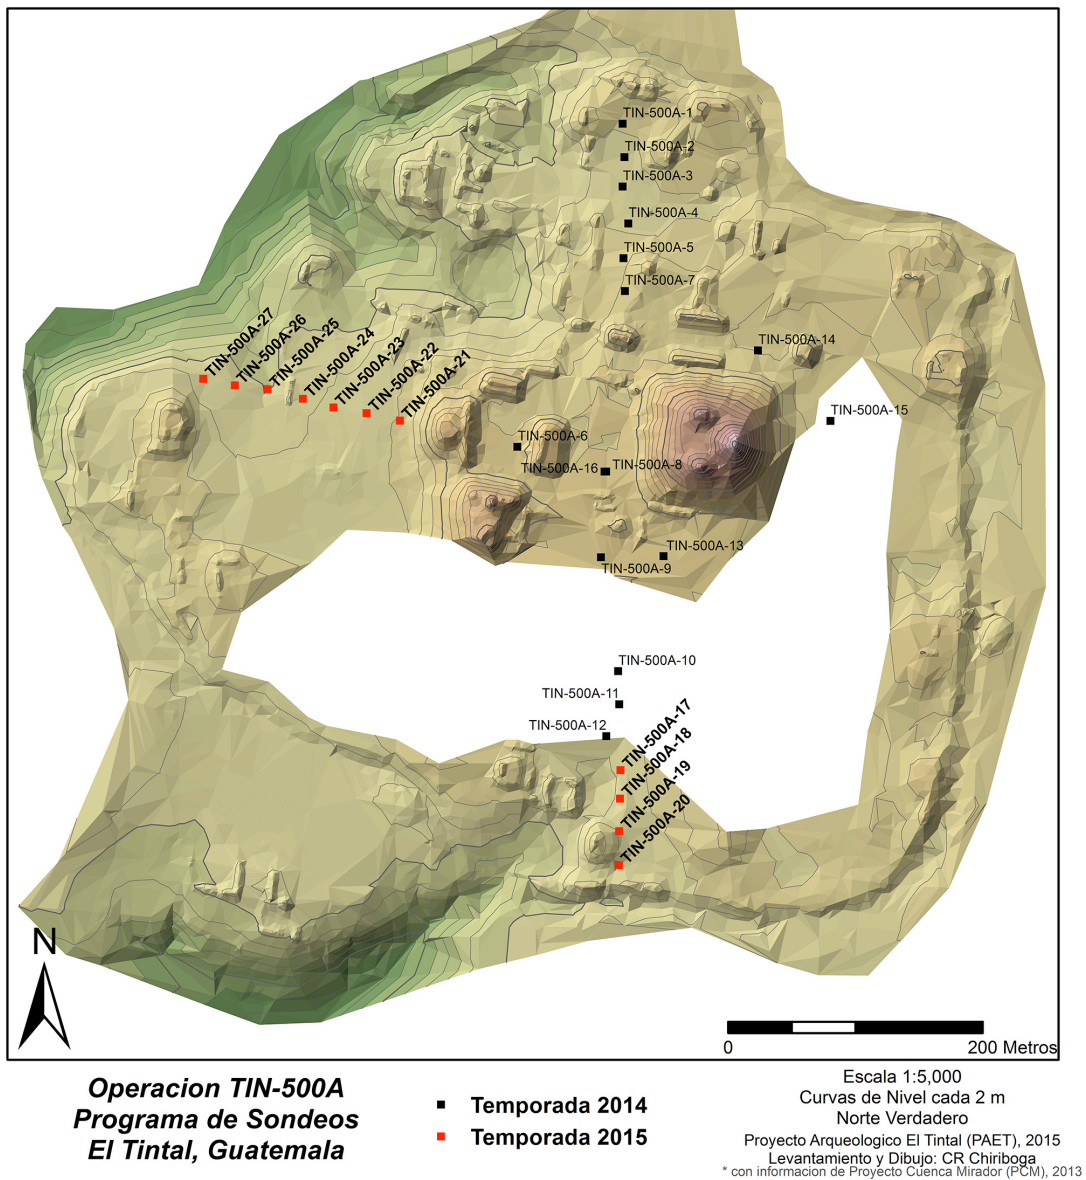 TIN-500A-1
TIN-500A-2
TIN-500A-3
TIN-500A-4
TIN-500A-5
TIN-500A-7
TIN-500A-14
TIN-500A-15
TIN-500A-27
TIN-500A-26
TIN-500A-25
TIN-500A-24
TIN-500A-23
TIN-500A-22
TIN-500A-21
TIN-500A-6
TIN-500A-16
TIN-500A-8
TIN-500A-13
TIN-500A-9
TIN-500A-10
TIN-500A-11
TIN-500A-12
TIN-500A-17
TIN-500A-18
TIN-500A-19
TIN-500A-20
N
0
200 Metros
Operacion TIN-500A
Programa de Sondeos
El Tintal, Guatemala
Temporada 2014
Temporada 2015
Escala 1:5,000
Curvas de Nivel cada 2 m
Norte Verdadero
Proyecto Arqueologico El Tintal (PAET), 2015
Levantamiento y Dibujo: CR Chiriboga
* con informacion de Proyecto Cuenca Mirador (PCM), 2013